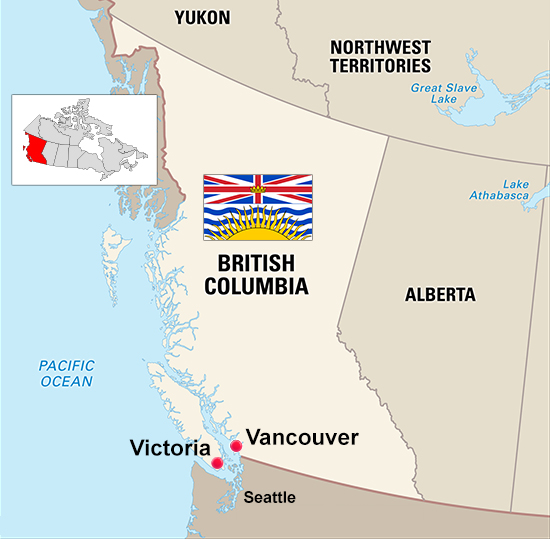 YUKON
NORTHWEST
TERRITORIES
Great Slave
Lake
Lake
Athabasca
BRITISH
COLUMBIA
ALBERTA
PACIFIC
OCEAN
Vancouver
Victoria
Seattle